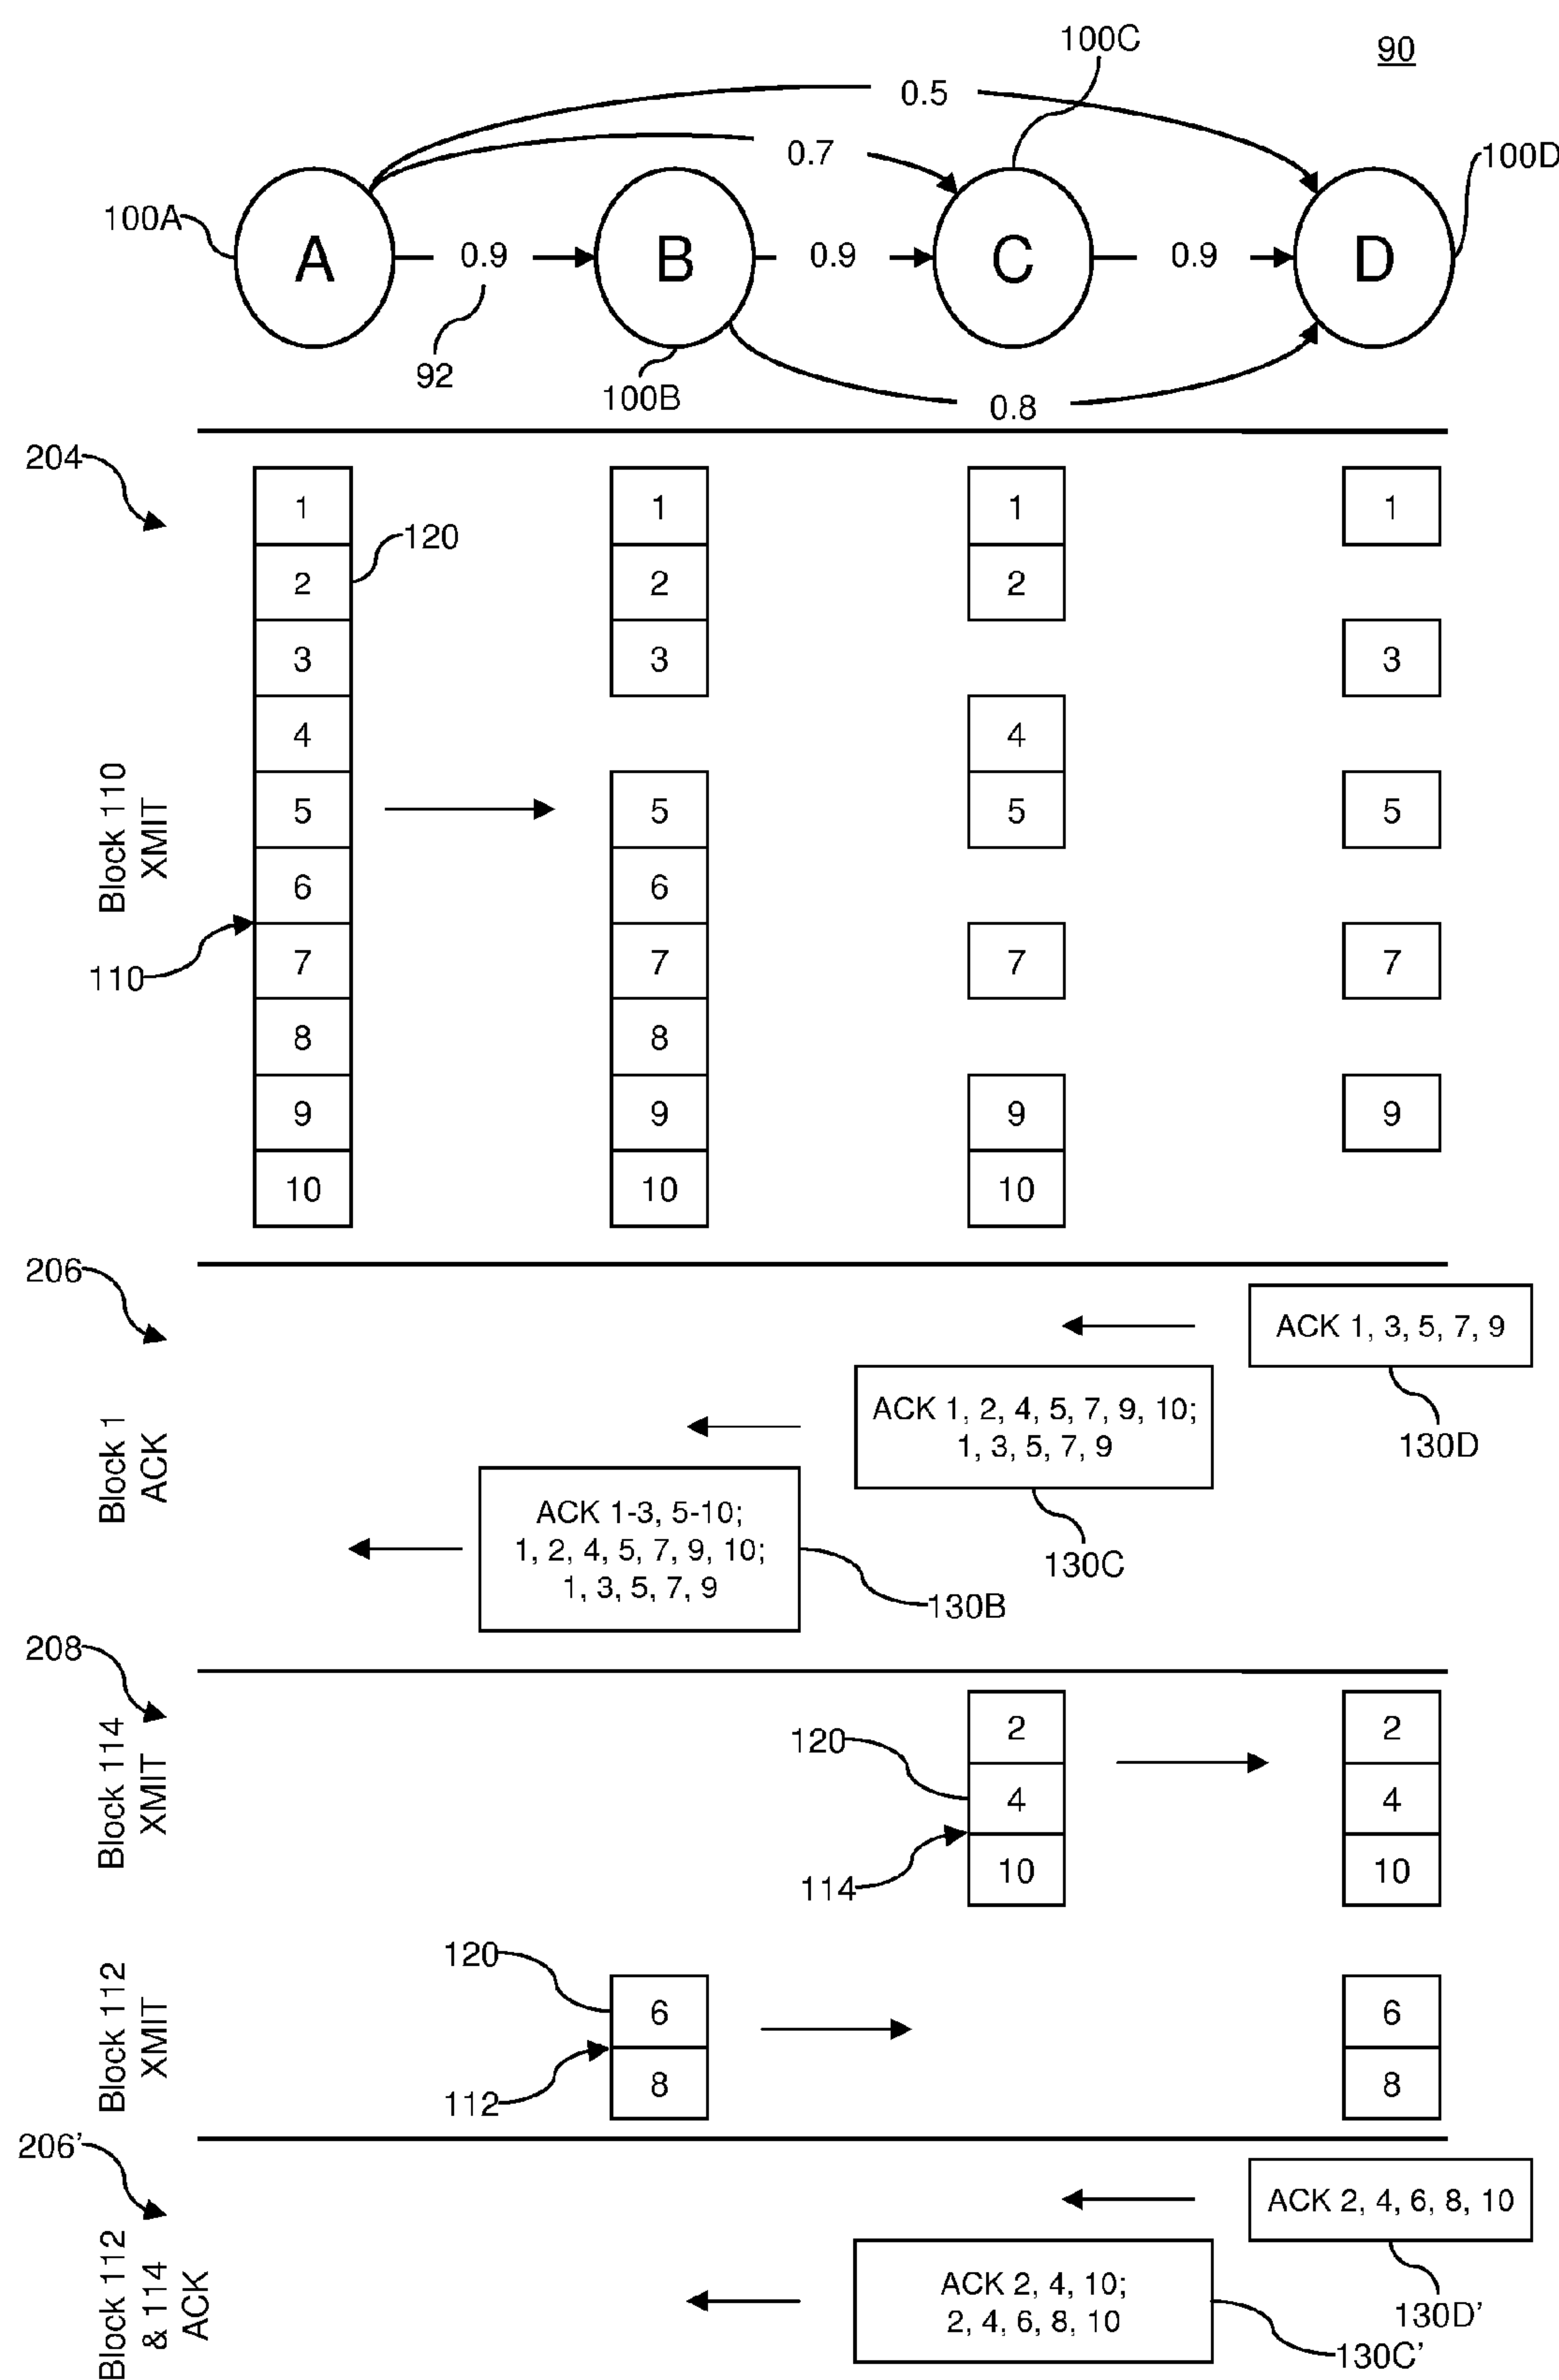 100C
90
0.5
0.7
100D
100A
A
0.9
B
0.9
C
0.9
D
92
100B
0.8
204
1
1
1
1
120
2
2
2
3
3
3
4
4
Block 110
XMIT
5
5
5
5
6
6
110
7
7
7
7
8
8
9
9
9
9
10
10
10
206
ACK 1, 3, 5, 7, 9
Block 1
ACK
ACK 1, 2, 4, 5, 7, 9, 10;
1, 3, 5, 7, 9
130D
ACK 1-3, 5-10;
1, 2, 4, 5, 7, 9, 10;
1, 3, 5, 7, 9
130C
130B
208
Block 114
XMIT
2
2
120
4
4
114
10
10
Block 112
XMIT
120
6
6
112
8
8
206'
ACK 2, 4, 6, 8, 10
Block 112
& 114
ACK
ACK 2, 4, 10;
2, 4, 6, 8, 10
130D'
130C'